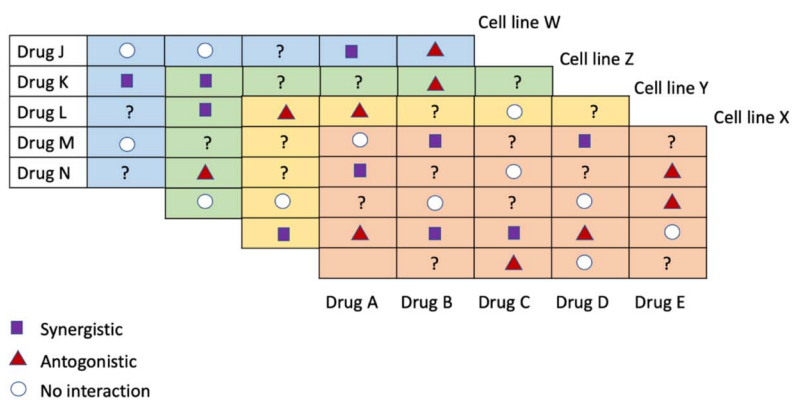 Cell line W
Drug J ?
Cell line Z
Drug K ? ? ?
Cell line Y
Drug L ? ? ?
Cell line X
Drug M ? ? ? ?
Drug N ? ? ? ?
? ?
? ?
Drug A Drug B Drug C Drug D Drug E
Synergistic
Antogonistic
No interaction